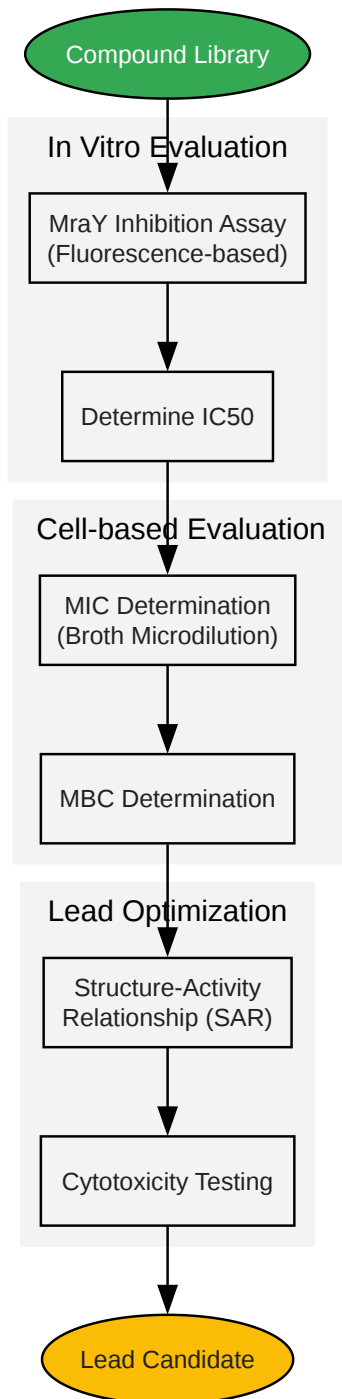 Compound Library
In Vitro Evaluation
MraY Inhibition Assay
(Fluorescence-based)
Determine IC50
Cell-based Evaluation
MIC Determination
(Broth Microdilution)
MBC Determination
Lead Optimization
Structure-Activity
Relationship (SAR)
Cytotoxicity Testing
Lead Candidate